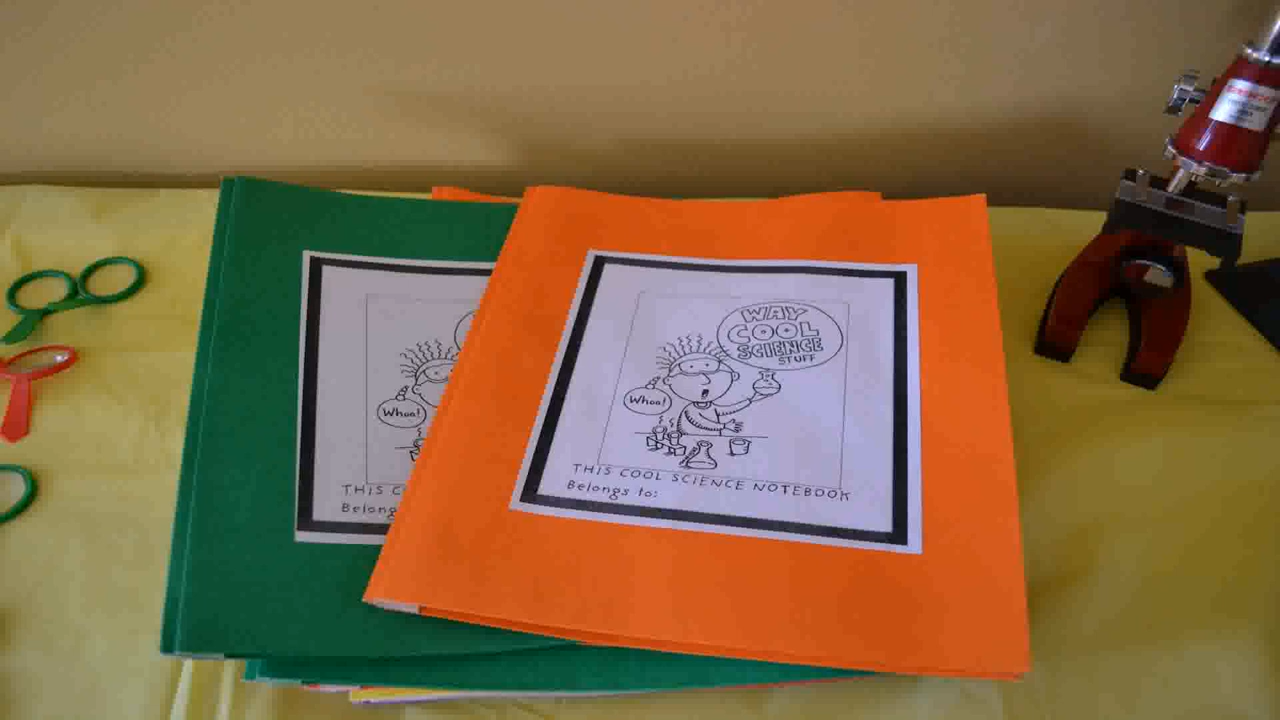 WAY
COOL
SCIENCE
STUFF
Whoa!
THIS COOL SCIENCE NOTEBOOK
Belongs to:
Whoa!
THIS C
Belong